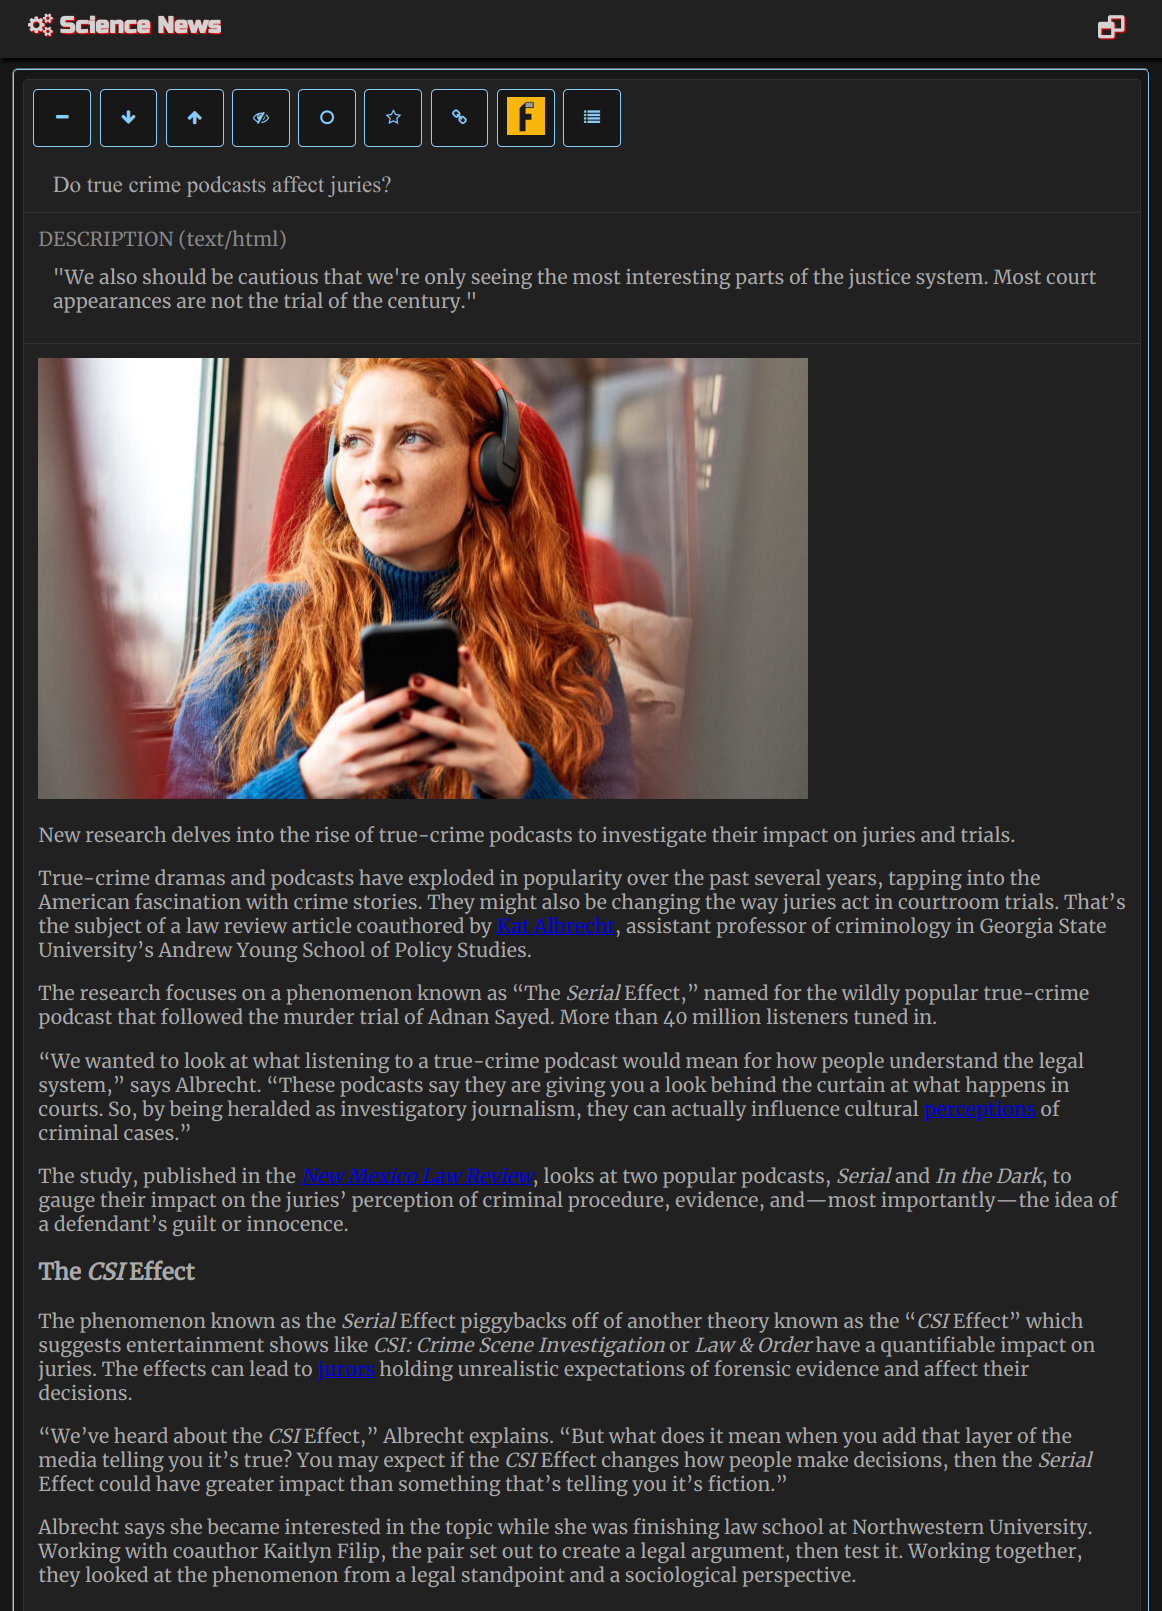 Science News
F
Do true crime podcasts affect juries?
DESCRIPTION (text/html)
"We also should be cautious that we're only seeing the most interesting parts of the justice system. Most court
appearances are not the trial of the century."
New research delves into the rise of true-crime podcasts to investigate their impact on juries and trials.
True-crime dramas and podcasts have exploded in popularity over the past several years, tapping into the
American fascination with crime stories. They might also be changing the way juries act in courtroom trials. That’s
the subject of a law review article coauthored by Kat Albrecht, assistant professor of criminology in Georgia State
University’s Andrew Young School of Policy Studies.
The research focuses on a phenomenon known as “The Serial Effect,” named for the wildly popular true-crime
podcast that followed the murder trial of Adnan Sayed. More than 40 million listeners tuned in.
“We wanted to look at what listening to a true-crime podcast would mean for how people understand the legal
system,” says Albrecht. “These podcasts say they are giving you a look behind the curtain at what happens in
courts. So, by being heralded as investigatory journalism, they can actually influence cultural perceptions of
criminal cases.”
The study, published in the New Mexico Law Review, looks at two popular podcasts, Serial and In the Dark, to
gauge their impact on the juries’ perception of criminal procedure, evidence, and—most importantly—the idea of
a defendant’s guilt or innocence.
The CSI Effect
The phenomenon known as the Serial Effect piggybacks off of another theory known as the “CSI Effect” which
suggests entertainment shows like CSI: Crime Scene Investigation or Law & Order have a quantifiable impact on
juries. The effects can lead to jurors holding unrealistic expectations of forensic evidence and affect their
decisions.
“We’ve heard about the CSI Effect,” Albrecht explains. “But what does it mean when you add that layer of the
media telling you it’s true? You may expect if the CSI Effect changes how people make decisions, then the Serial
Effect could have greater impact than something that’s telling you it’s fiction.”
Albrecht says she became interested in the topic while she was finishing law school at Northwestern University.
Working with coauthor Kaitlyn Filip, the pair set out to create a legal argument, then test it. Working together,
they looked at the phenomenon from a legal standpoint and a sociological perspective.